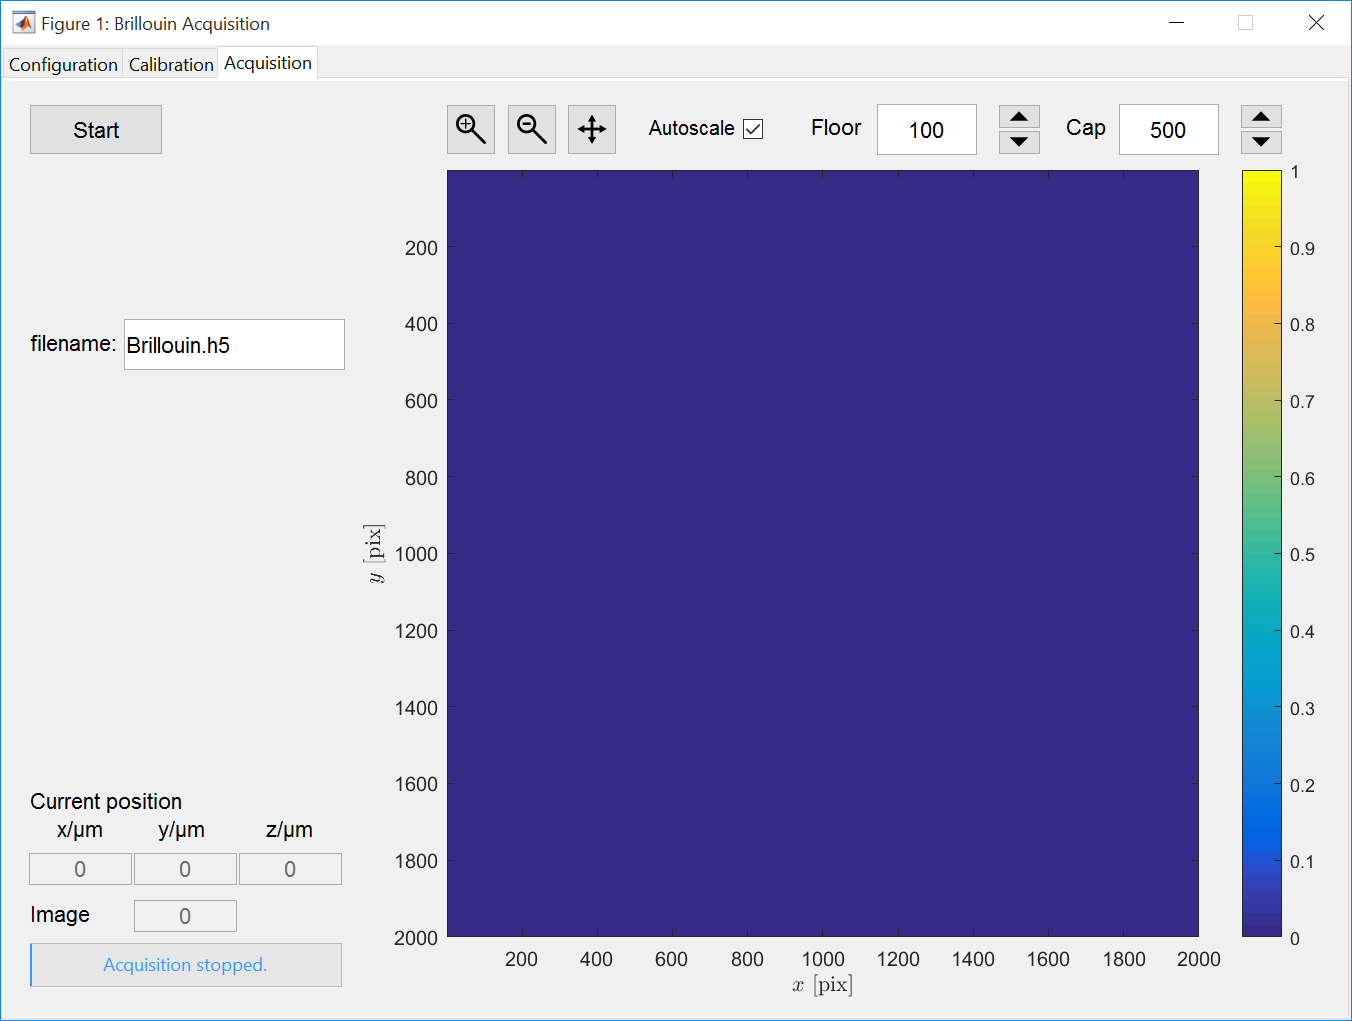 Figure 1: Brillouin Acquisition
Configuration Calibration Acquisition
Start
Autoscale Floor 100 Cap 500
filename: Brillouin.h5
Current position
x/µm y/µm z/µm
0 0 0
Image 0
Acquisition stopped.
200
400
600
800
1000
1200
1400
1600
1800
2000
y [pix]
200 400 600 800 1000 1200 1400 1600 1800 2000
x [pix]
1
0.9
0.8
0.7
0.6
0.5
0.4
0.3
0.2
0.1
0